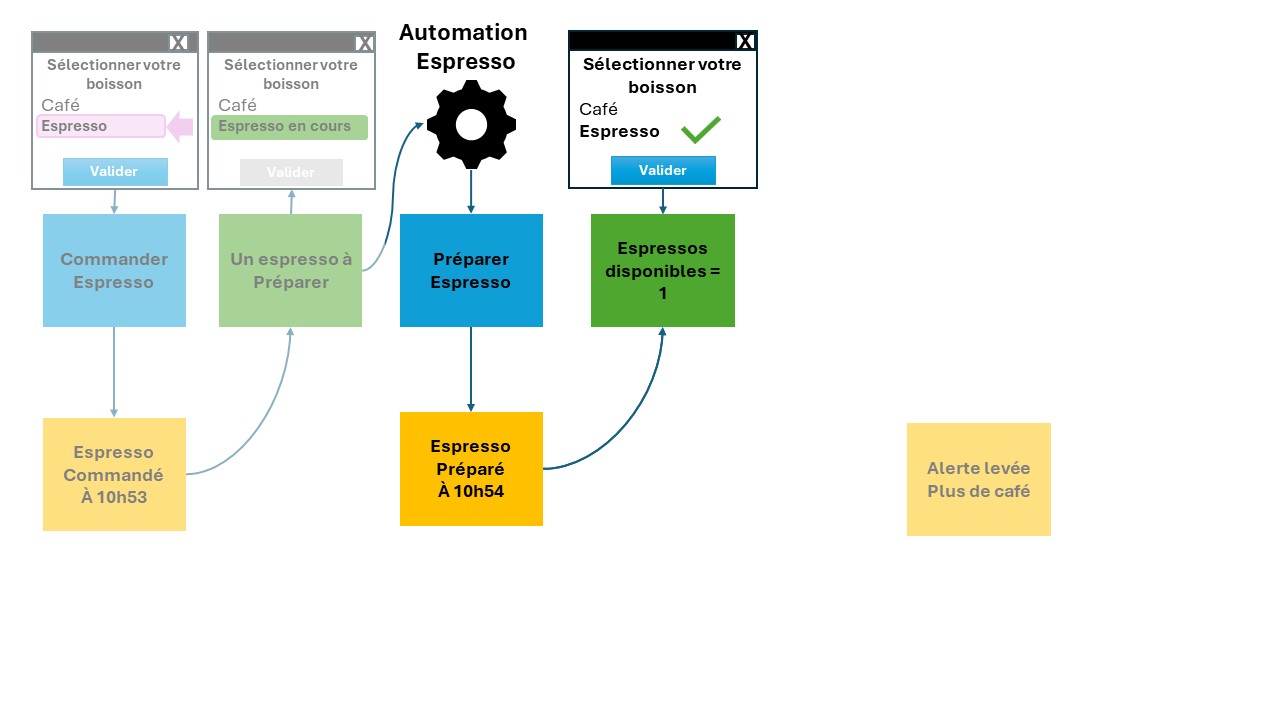 X
Sélectionner votre
boisson
Café
Espresso
Valider
X
Sélectionner votre
boisson
Café
Espresso en cours
Valider
Automation
Espresso
X
Sélectionner votre
boisson
Café
Espresso
Valider
Commander
Espresso
Un espresso à
Préparer
Préparer
Espresso
Espressos
disponibles =
1
Espresso
Commandé
À 10h53
Espresso
Préparé
À 10h54
Alerte levée
Plus de café